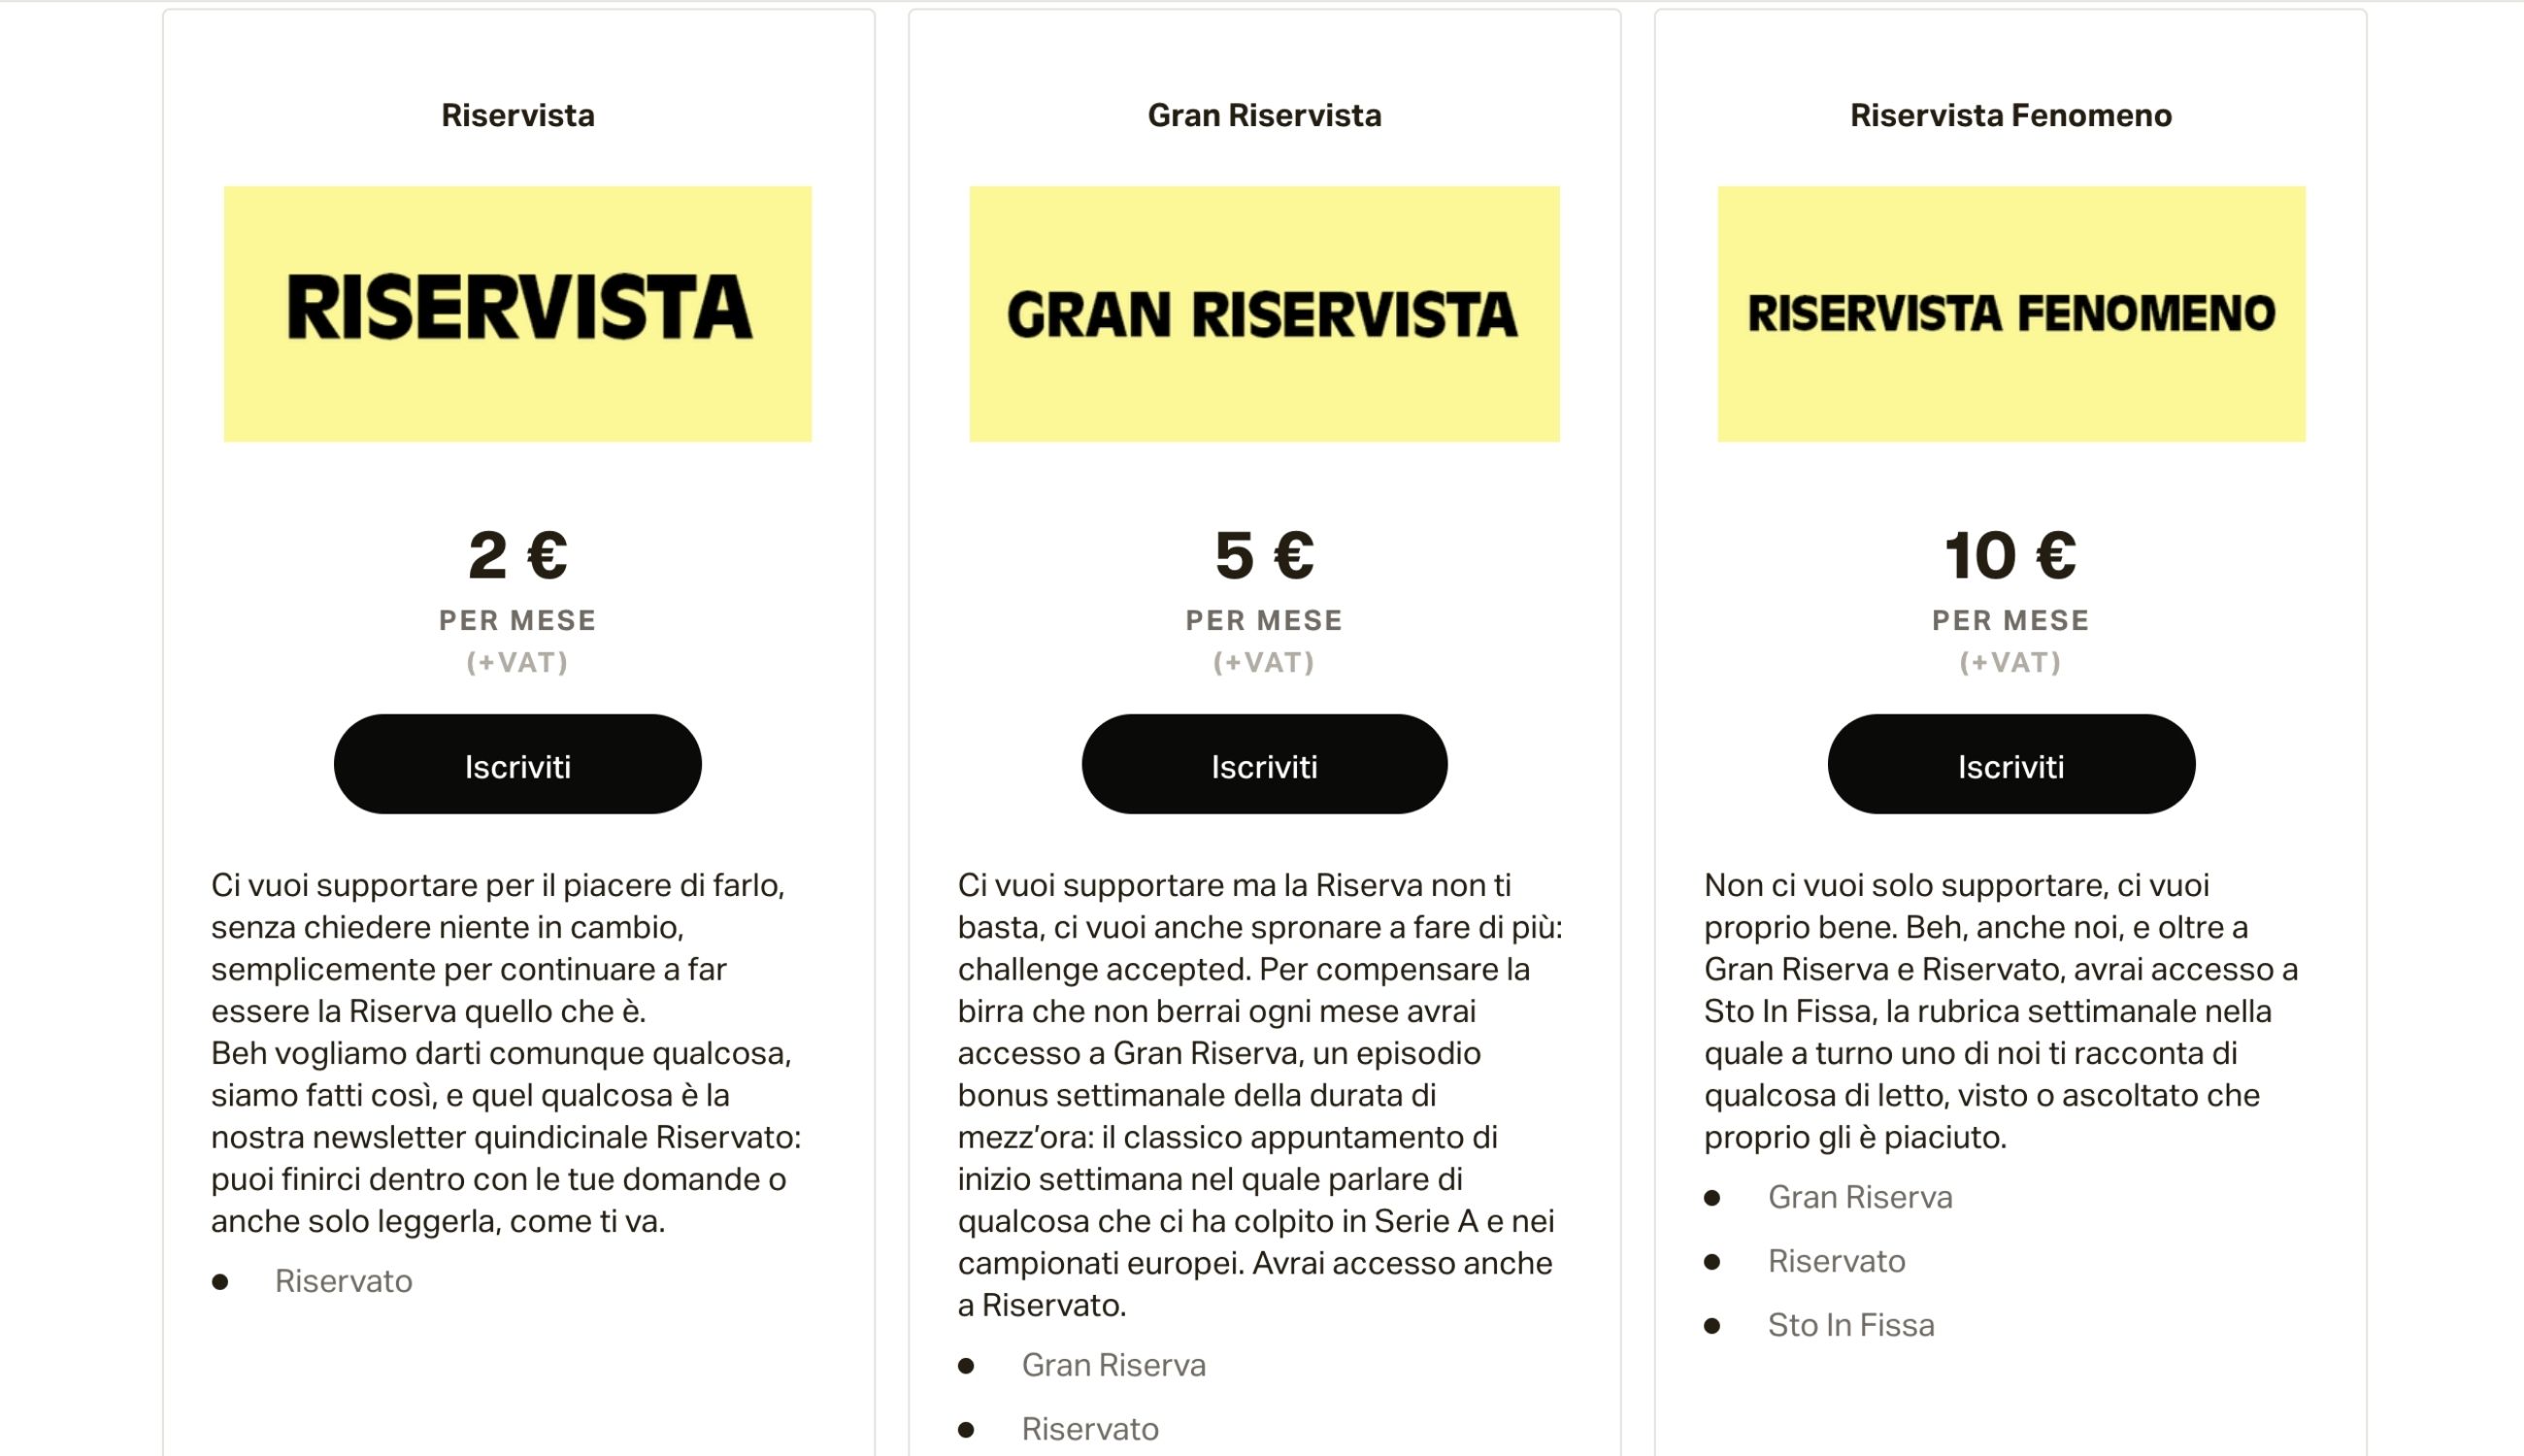 Riservista
RISERVISTA
2 €
PER MESE
(+VAT)
Iscriviti
Ci vuoi supportare per il piacere di farlo,
senza chiedere niente in cambio,
semplicemente per continuare a far
essere la Riserva quello che è.
Beh vogliamo darti comunque qualcosa,
siamo fatti così, e quel qualcosa è la
nostra newsletter quindicinale Riservato:
puoi finirci dentro con le tue domande o
anche solo leggerla, come ti va.
• Riservato
Gran Riservista
GRAN RISERVISTA
5 €
PER MESE
(+VAT)
Iscriviti
Ci vuoi supportare ma la Riserva non ti
basta, ci vuoi anche spronare a fare di più:
challenge accepted. Per compensare la
birra che non berrai ogni mese avrai
accesso a Gran Riserva, un episodio
bonus settimanale della durata di
mezz’ora: il classico appuntamento di
inizio settimana nel quale parlare di
qualcosa che ci ha colpito in Serie A e nei
campionati europei. Avrai accesso anche
a Riservato.
• Gran Riserva
• Riservato
Riservista Fenomeno
RISERVISTA FENOMENO
10 €
PER MESE
(+VAT)
Iscriviti
Non ci vuoi solo supportare, ci vuoi
proprio bene. Beh, anche noi, e oltre a
Gran Riserva e Riservato, avrai accesso a
Sto In Fissa, la rubrica settimanale nella
quale a turno uno di noi ti racconta di
qualcosa di letto, visto o ascoltato che
proprio gli è piaciuto.
• Gran Riserva
• Riservato
• Sto In Fissa